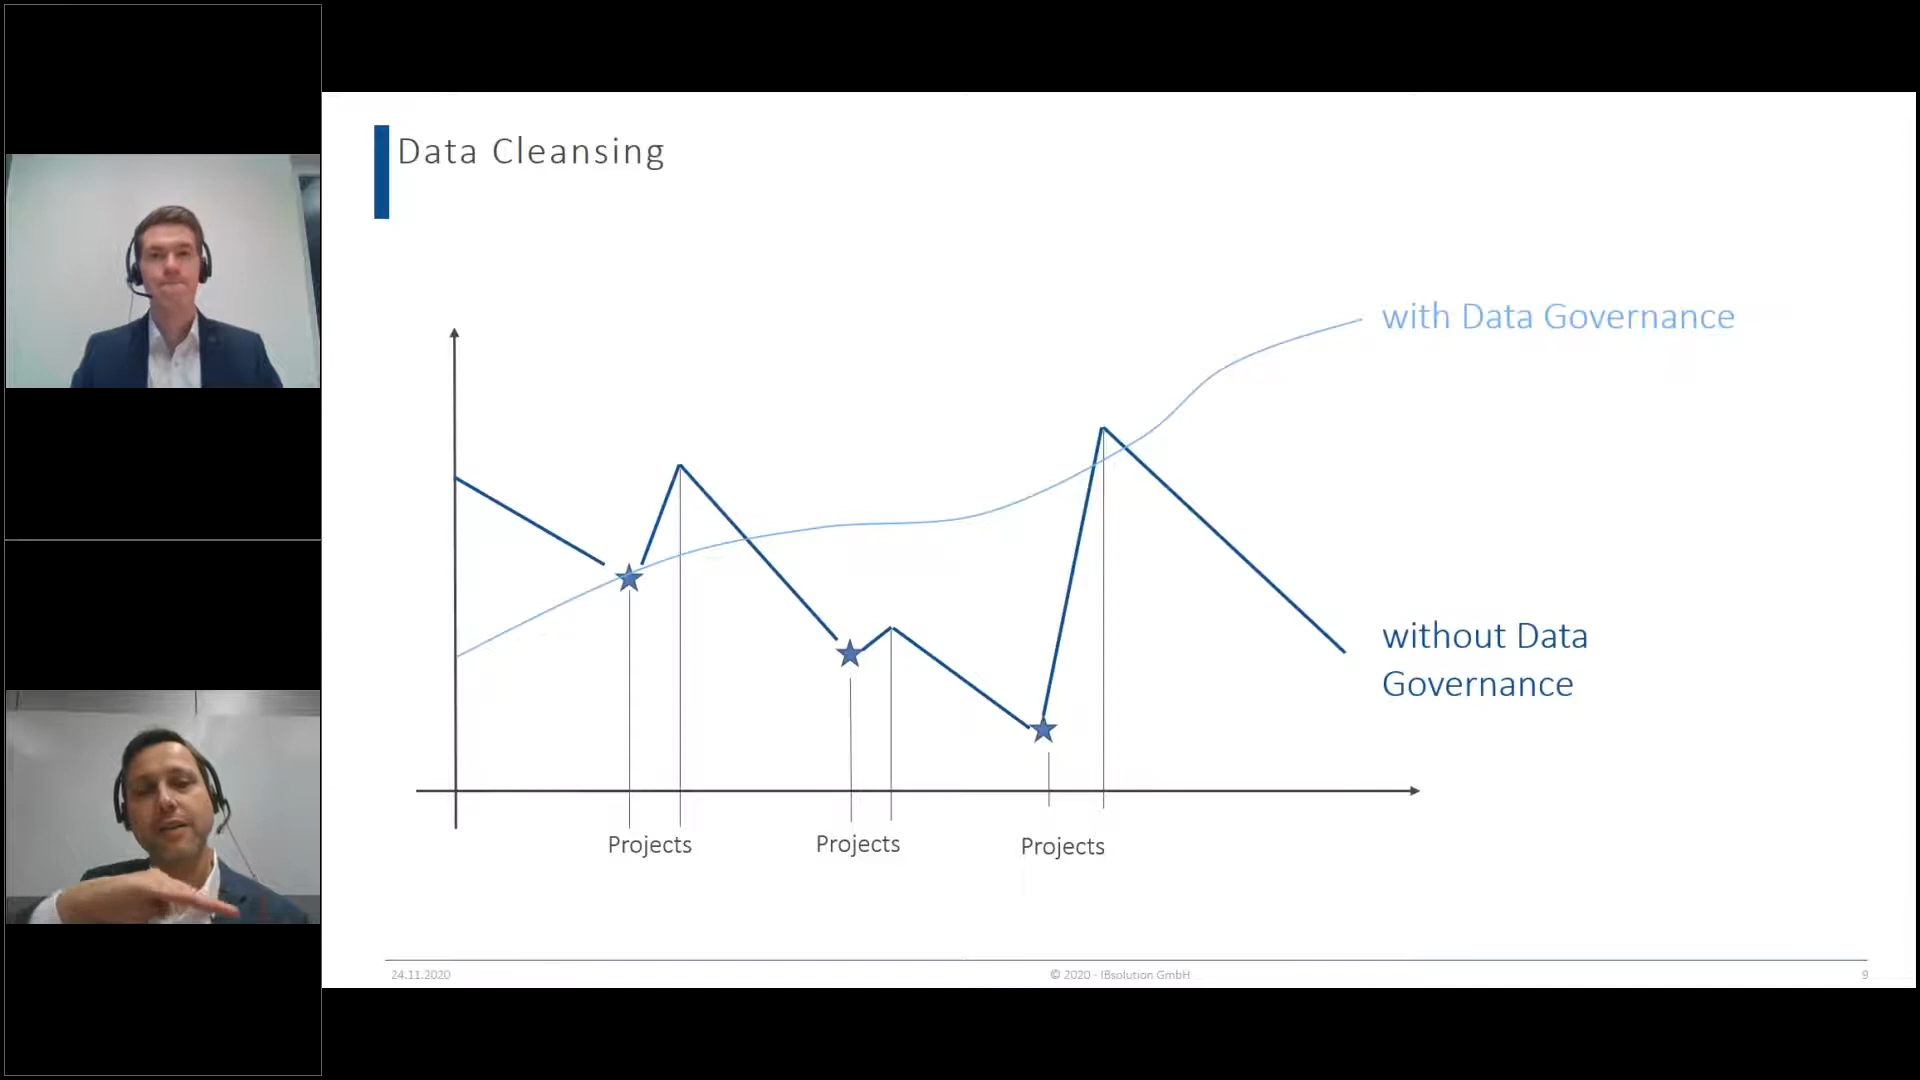 Data Cleansing
with Data Governance
without Data
Governance
Projects
Projects
Projects
24.11.2020
© 2020 - IBsolution GmbH
9